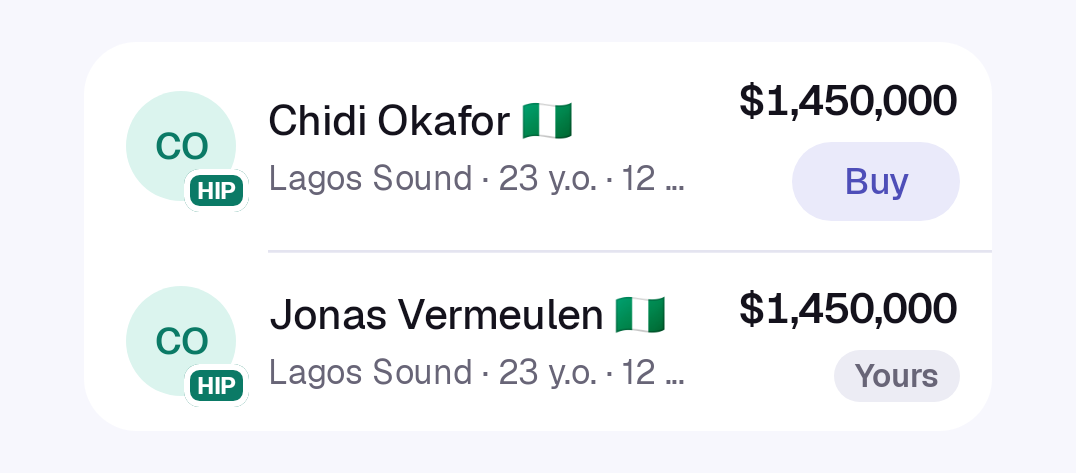 CO
HIP
Chidi Okafor 🇳🇬
Lagos Sound · 23 y.o. · 12 ...
$1,450,000
Buy
CO
HIP
Jonas Vermeulen 🇳🇬
Lagos Sound · 23 y.o. · 12 ...
$1,450,000
Yours